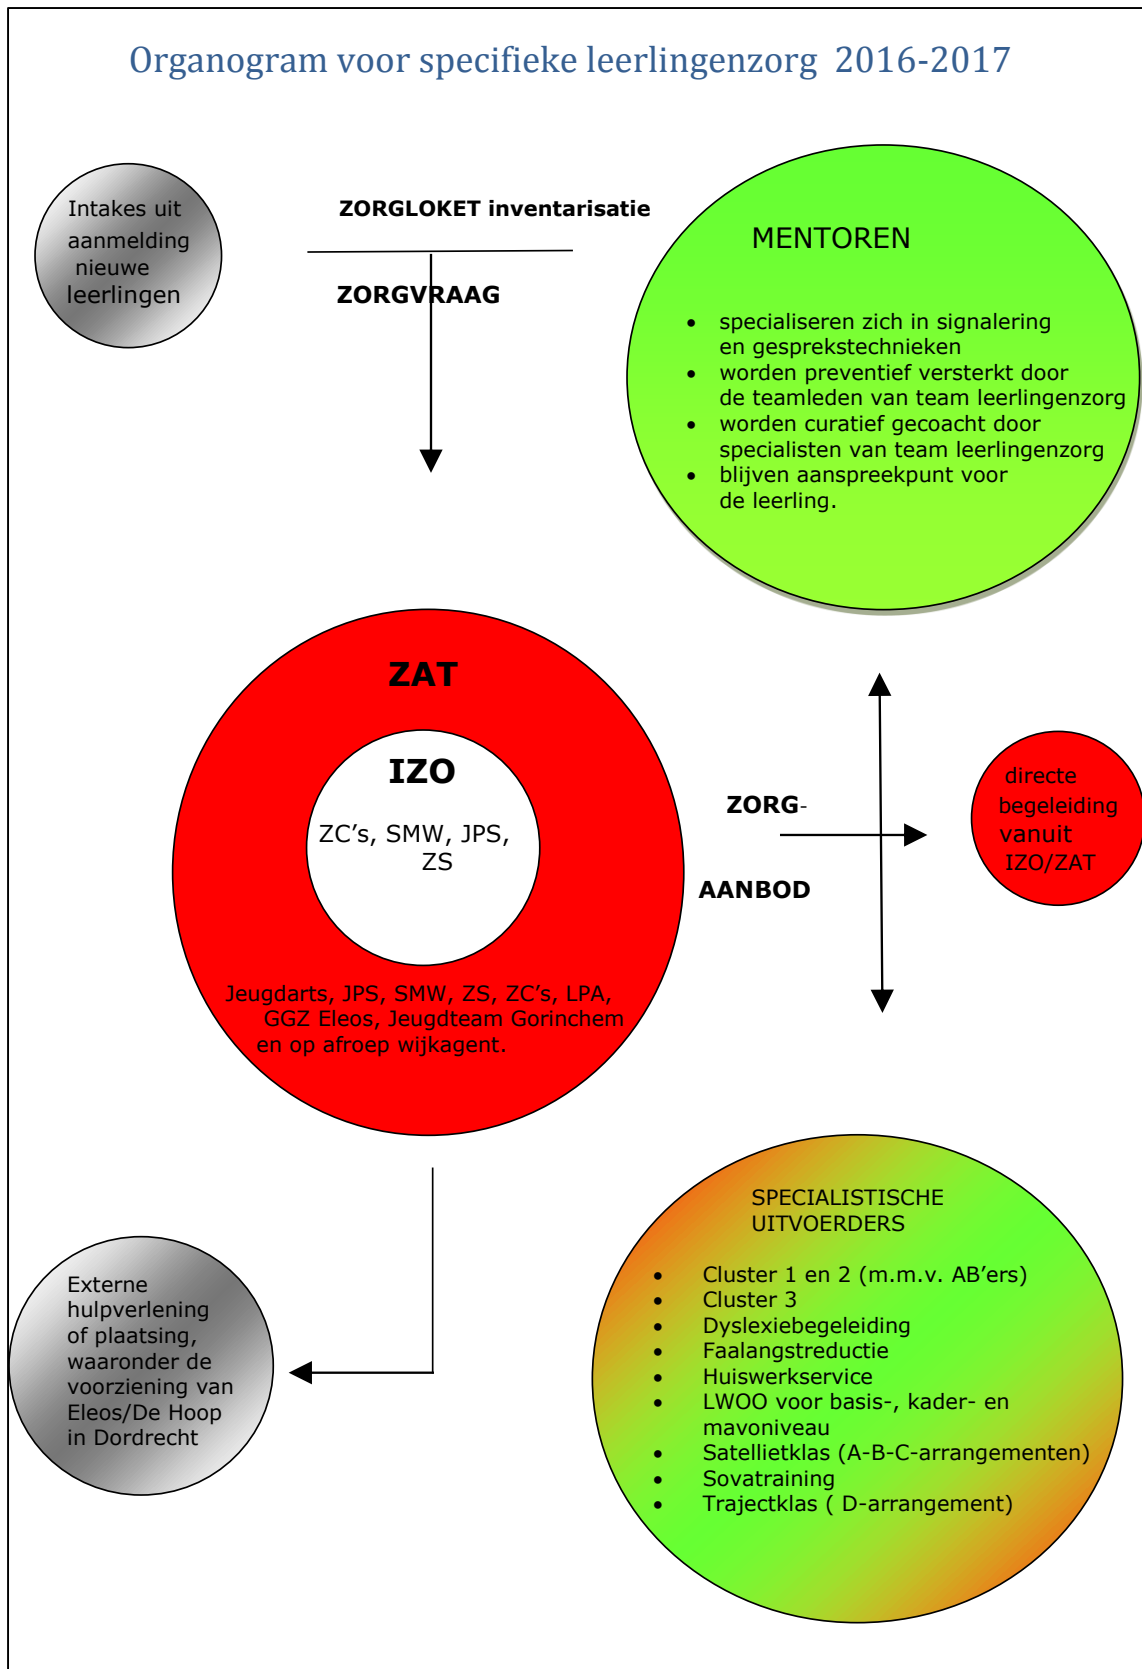 Organogram voor specifieke leerlingenzorg 2016-2017
Intakes uit
aanmelding
nieuwe
leerlingen
ZORGLOKET inventarisatie
ZORGVRAAG
MENTOREN
• specialiseren zich in signalering
en gesprekstechnieken
• worden preventief versterkt door
de teamleden van team leerlingenzorg
• worden curatief gecoacht door
specialisten van team leerlingenzorg
• blijven aanspreekpunt voor
de leerling.
ZAT
IZO
ZC’s, SMW, JPS,
ZS
Jeugdarts, JPS, SMW, ZS, ZC’s, LPA,
GGZ Eleos, Jeugdteam Gorinchem
en op afroep wijkagent.
ZORG-
AANBOD
directe
begeleiding
vanuit
IZO/ZAT
Externe
hulpverlening
of plaatsing,
waaronder de
voorziening van
Eleos/De Hoop
in Dordrecht
SPECIALISTISCHE
UITVOERDERS
• Cluster 1 en 2 (m.m.v. AB’ers)
• Cluster 3
• Dyslexiebegeleiding
• Faalangstreductie
• Huiswerkservice
• LWOO voor basis-, kader- en
mavoniveau
• Satellietklas (A-B-C-arrangementen)
• Sovatraining
• Trajectklas ( D-arrangement)